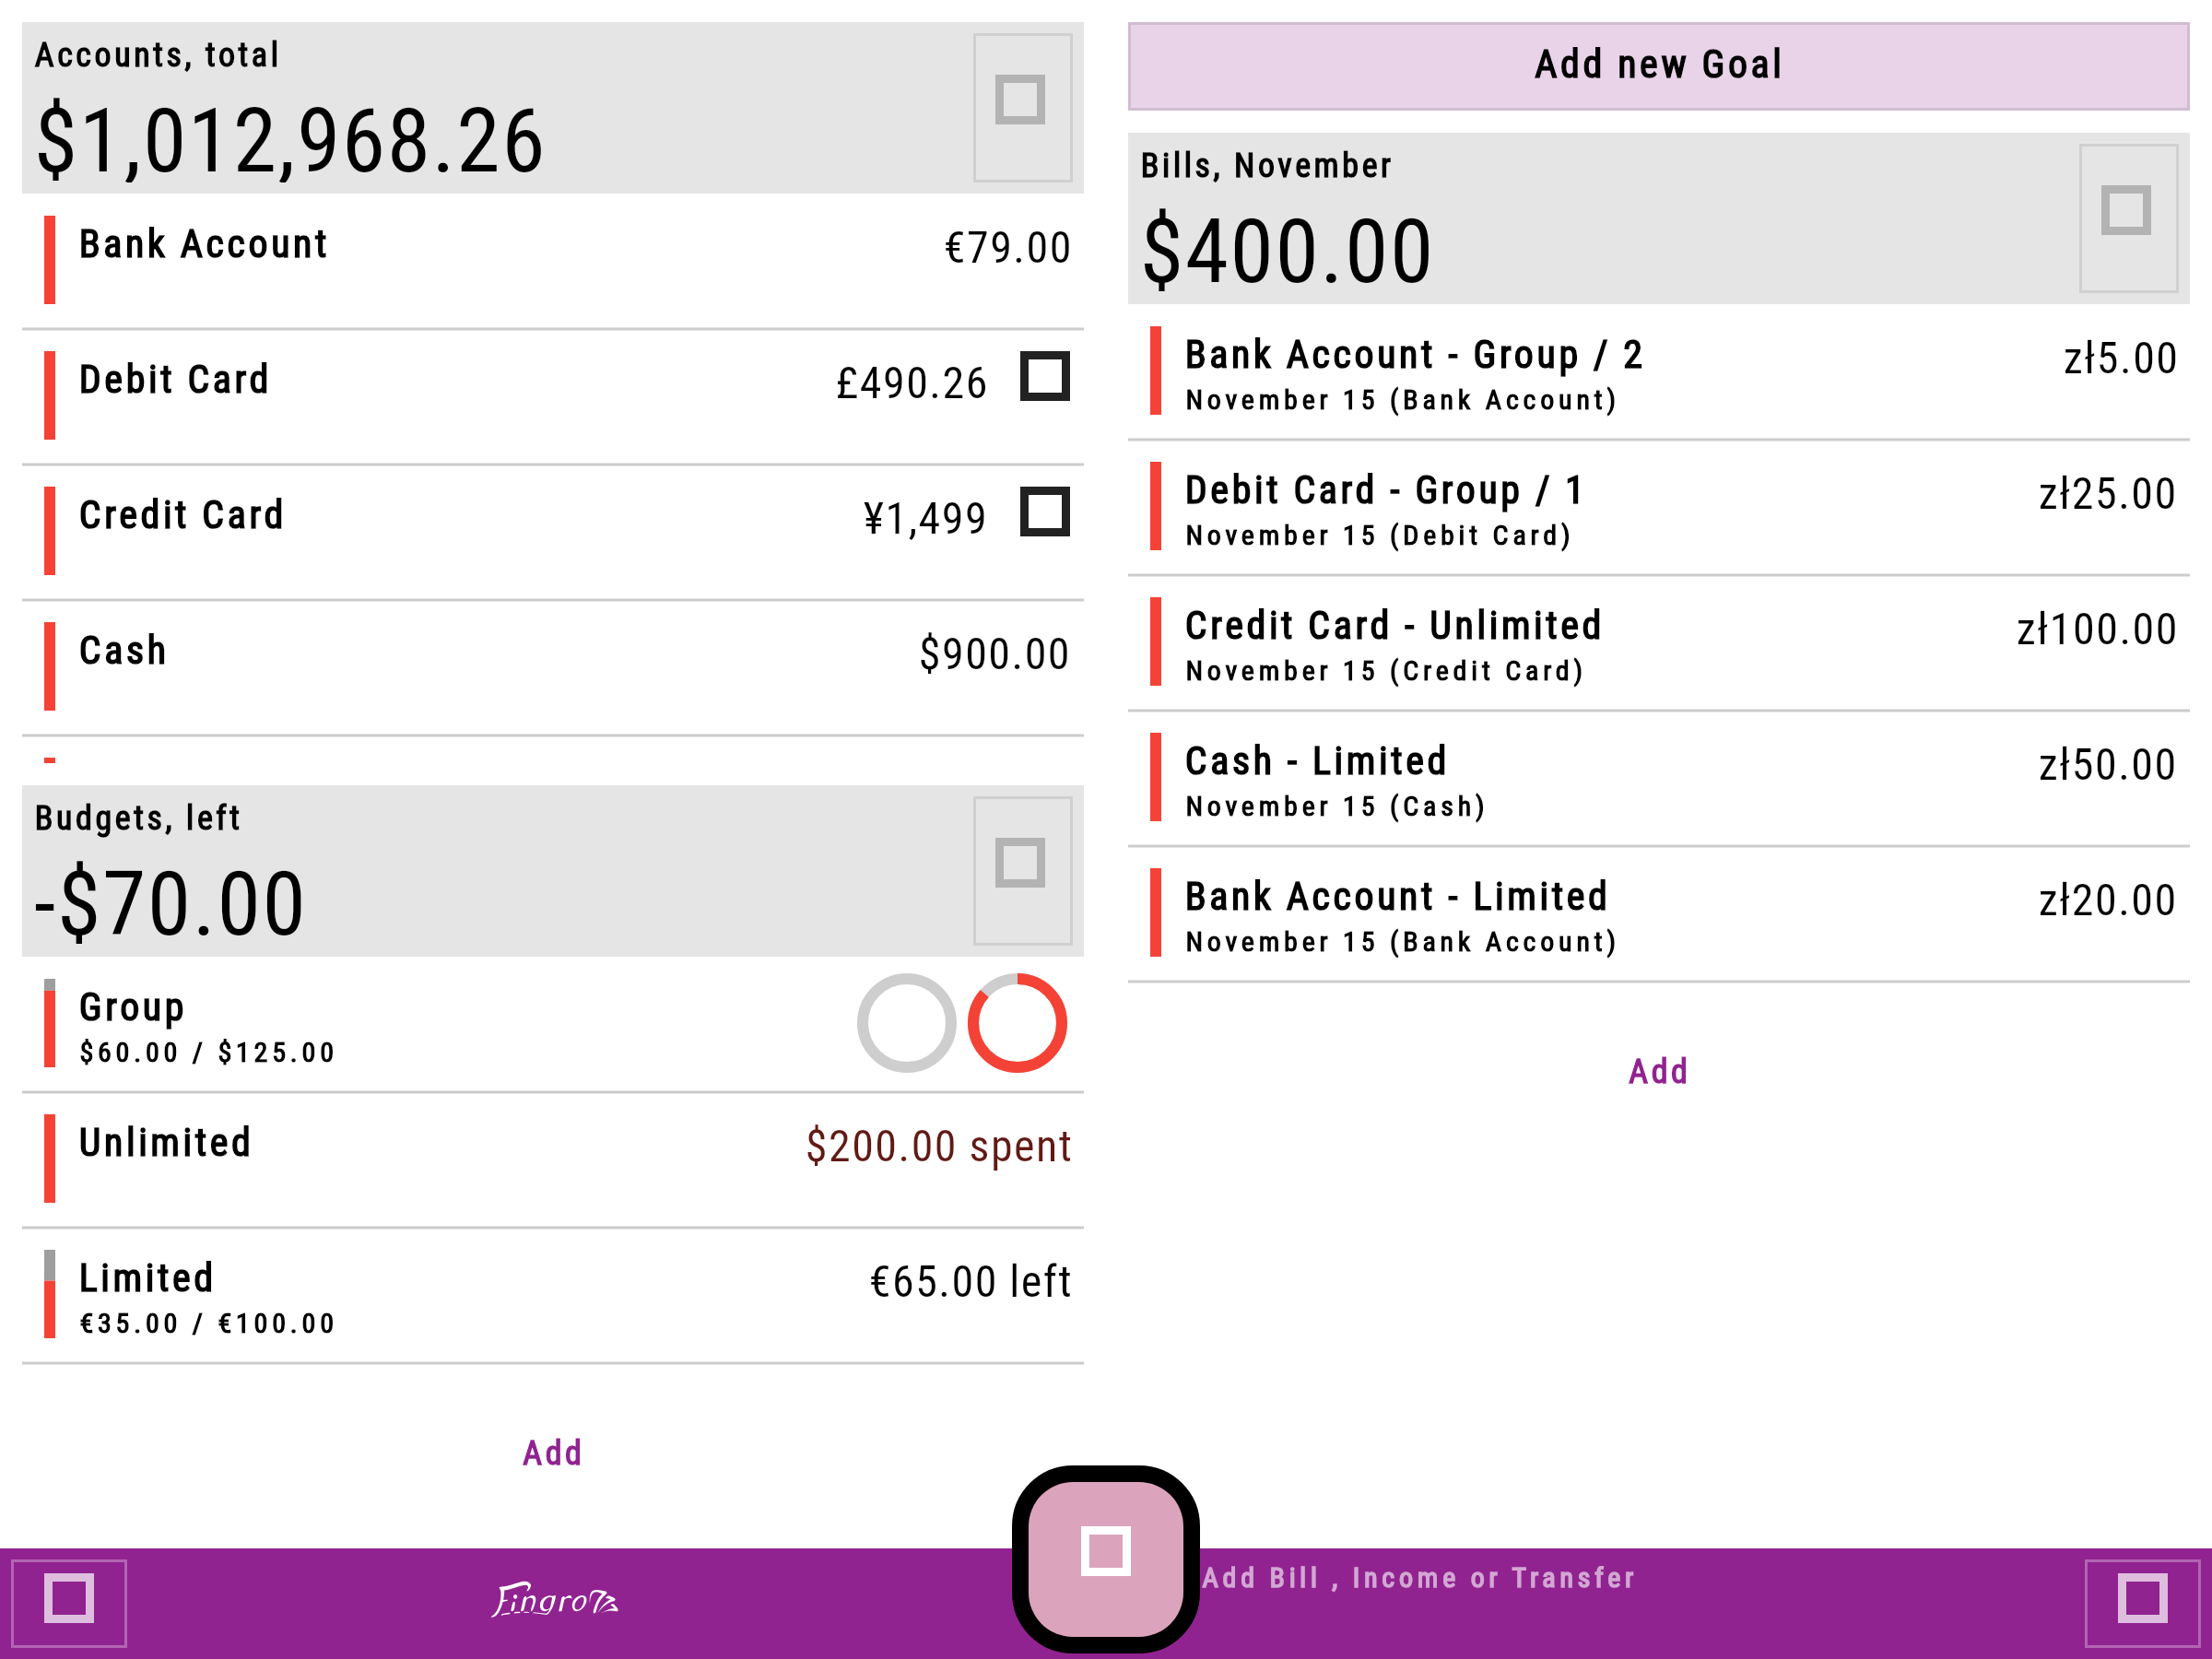 Accounts, total
$1,012,968.26
Bank Account
€79.00
Debit Card
£490.26
Credit Card
¥1,499
Cash
$900.00
Budgets, left
-$70.00
Group
$60.00 / $125.00
Unlimited
$200.00 spent
Limited
€35.00 / €100.00
€65.00 left
Add
Add new Goal
Bills, November
$400.00
Bank Account - Group / 2
November 15 (Bank Account)
zł5.00
Debit Card - Group / 1
November 15 (Debit Card)
zł25.00
Credit Card - Unlimited
November 15 (Credit Card)
zł100.00
Cash - Limited
November 15 (Cash)
zł50.00
Bank Account - Limited
November 15 (Bank Account)
zł20.00
Add
Add Bill , Income or Transfer